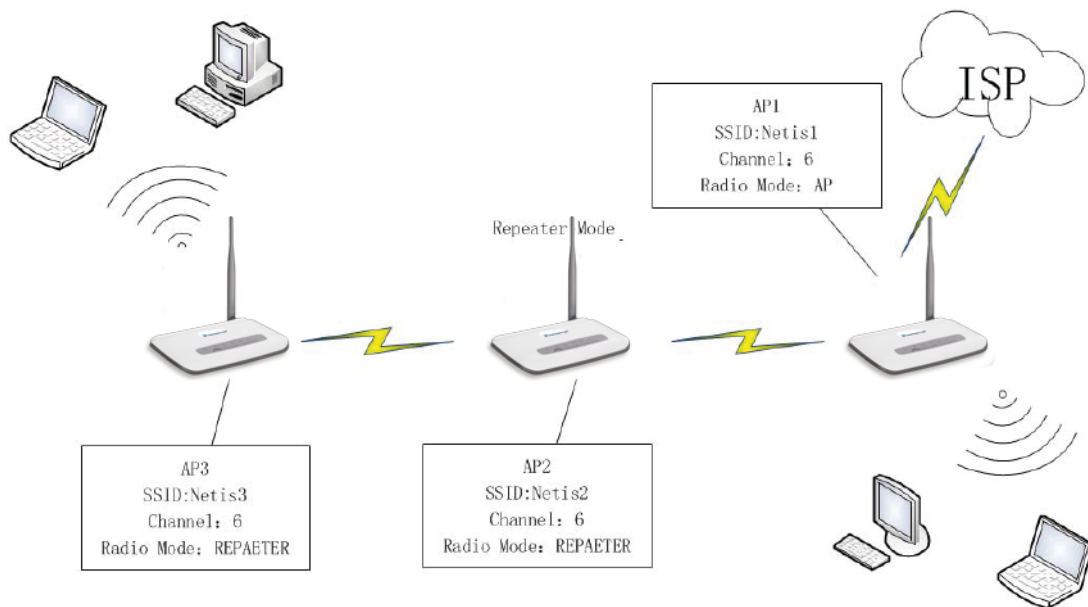 ISP
AP1
SSID:Netis1
Channel: 6
Radio Mode: AP
Repeater Mode
AP3
SSID:Netis3
Channel: 6
Radio Mode: REPAETER
AP2
SSID:Netis2
Channel: 6
Radio Mode: REPAETER